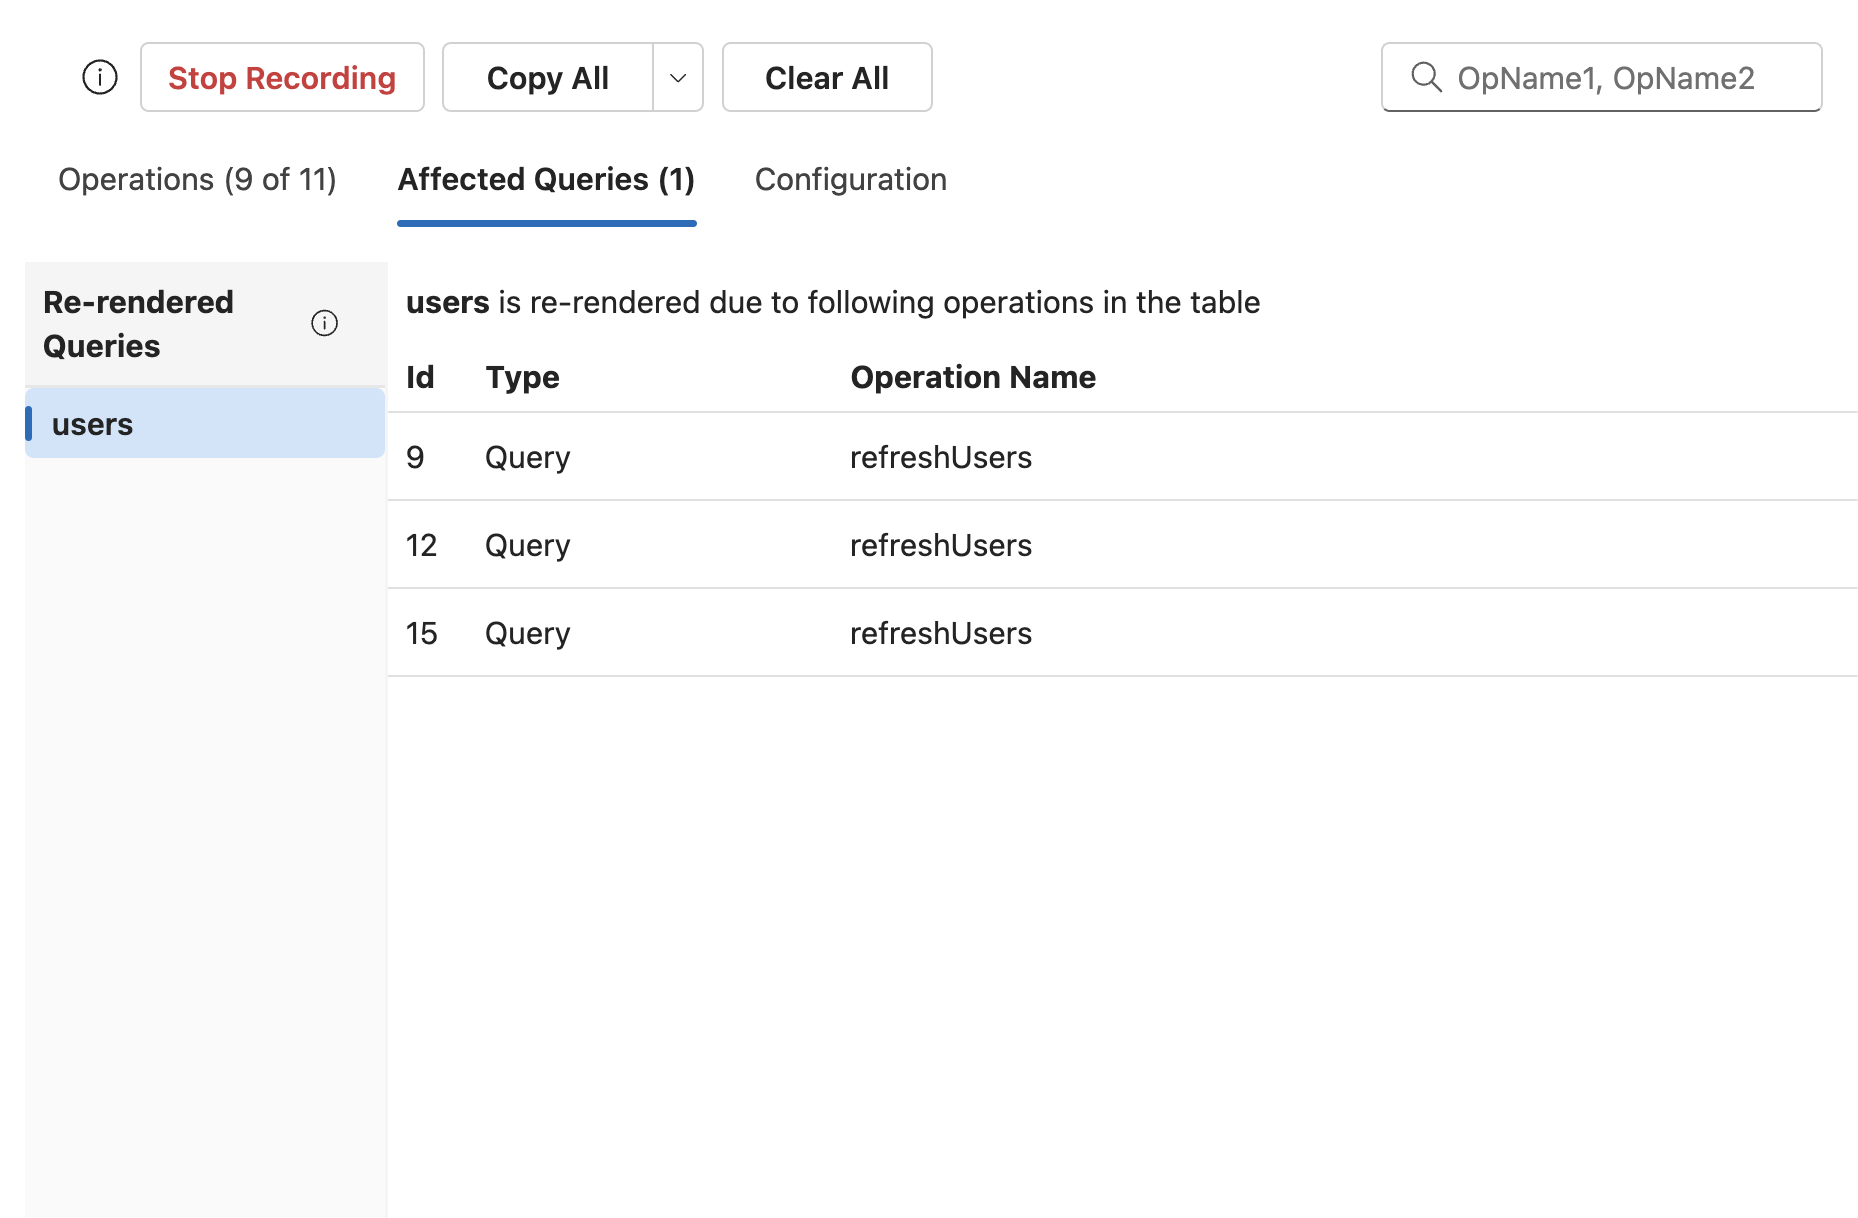 Stop Recording Copy All Clear All OpName1, OpName2
Operations (9 of 11) Affected Queries (1) Configuration
Re-rendered
Queries
users
users is re-rendered due to following operations in the table
Id Type Operation Name
9 Query refreshUsers
12 Query refreshUsers
15 Query refreshUsers